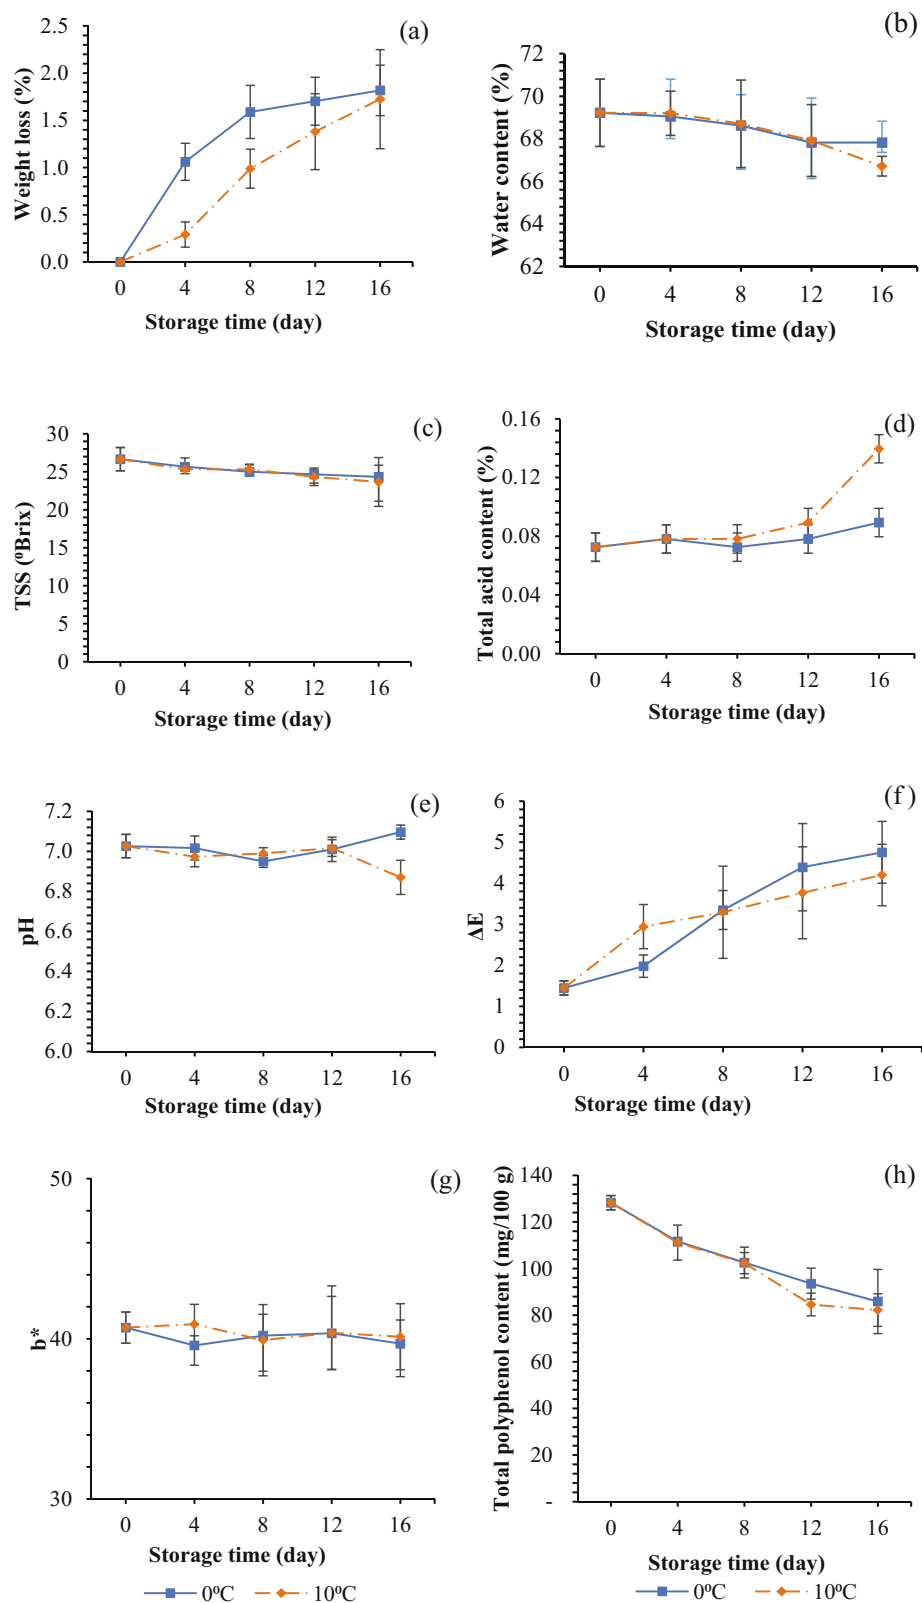 (a)
Weight loss (%)
2.5
2.0
1.5
1.0
0.5
0.0
0 4 8 12 16
Storage time (day)
(b)
Water content (%)
72
70
68
66
64
62
0 4 8 12 16
Storage time (day)
(c)
TSS (ºBrix)
30
25
20
15
10
5
0
0 4 8 12 16
Storage time (day)
(d)
Total acid content (%)
0.16
0.12
0.08
0.04
0.00
0 4 8 12 16
Storage time (day)
(e)
pH
7.2
7.0
6.8
6.6
6.4
6.2
6.0
0 4 8 12 16
Storage time (day)
(f)
ΔE
6
5
4
3
2
1
0
0 4 8 12 16
Storage time (day)
(g)
b*
50
40
30
0 4 8 12 16
Storage time (day)
0ºC 10ºC
(h)
Total polyphenol content (mg/100 g)
140
120
100
80
60
40
20
-
0 4 8 12 16
Storage time (day)
0ºC 10ºC